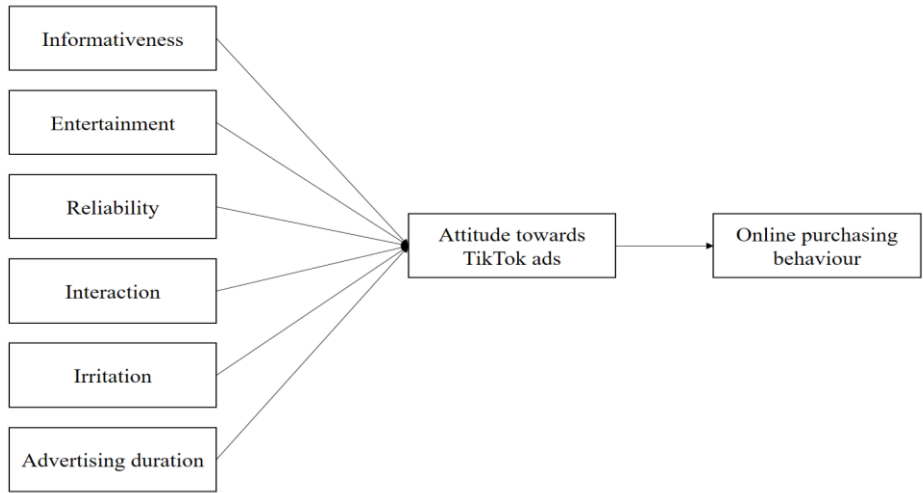 Informativeness
Entertainment
Reliability
Interaction
Irritation
Advertising duration
Attitude towards
TikTok ads
Online purchasing
behaviour